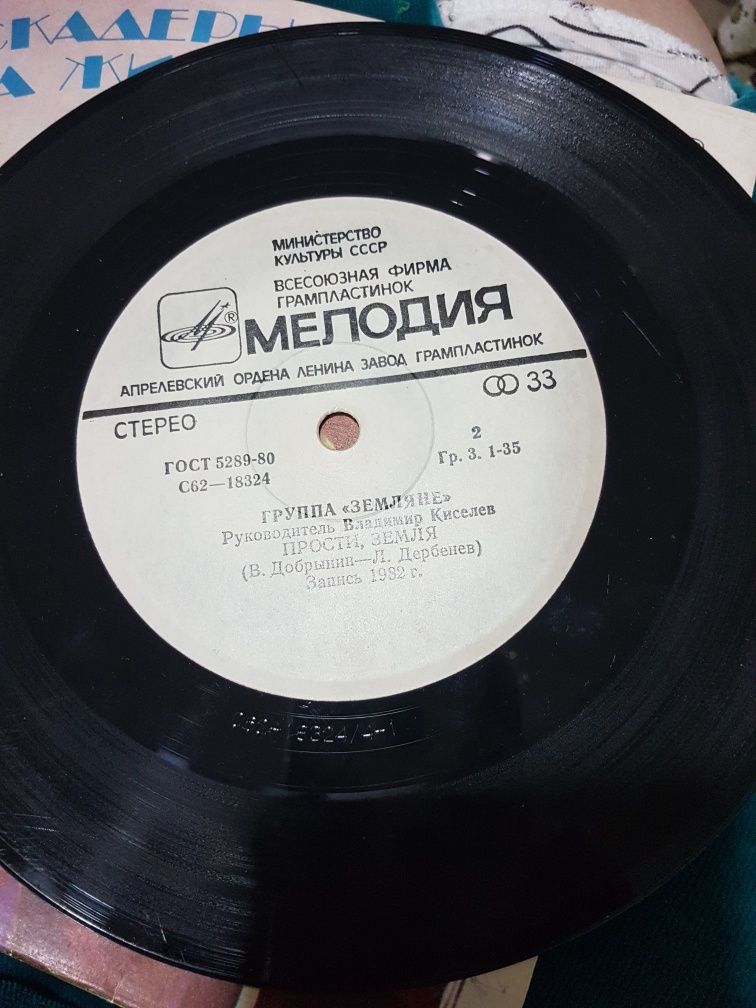 МИНИСТЕРСТВО
КУЛЬТУРЫ СССР
ВСЕСОЮЗНАЯ ФИРМА
ГРАМПЛАСТИНОК
®
МЕЛОДИЯ
АПРЕЛЕВСКИЙ ОРДЕНА ЛЕНИНА ЗАВОД ГРАМПЛАСТИНОК
СТЕРЕО
33
ГОСТ 5289-80
С62—18324
2
Гр. 3. 1-35
ГРУППА «ЗЕМЛЯНЕ»
Руководитель Владимир Киселев
ПРОСТИ, ЗЕМЛЯ
(В. Добрынин—Л. Дербенев)
Запись 1982 г.